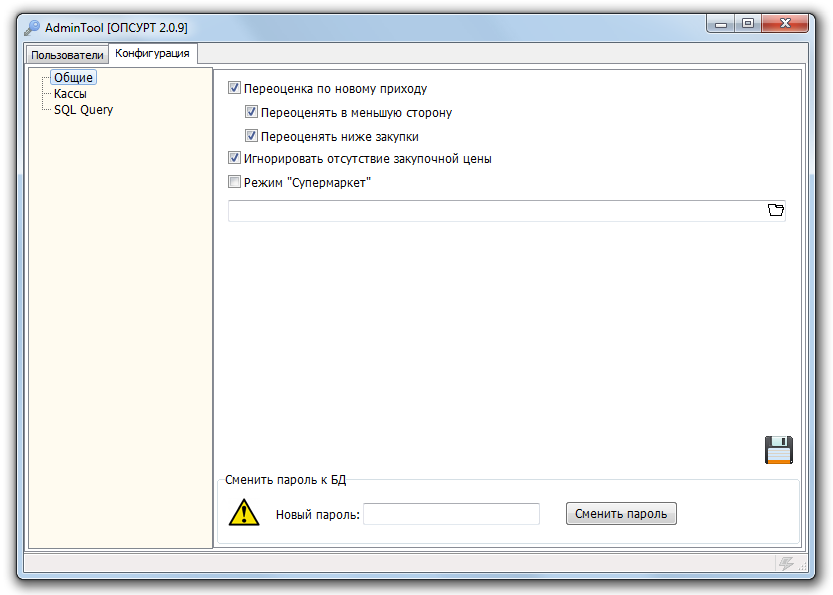 AdminTool [ОПСУРТ 2.0.9]
Пользователи
Конфигурация
Общие
Кассы
SQL Query
Переоценка по новому приходу
Переоценять в меньшую сторону
Переоценять ниже закупки
Игнорировать отсутствие закупочной цены
Режим "Супермаркет"
Сменить пароль к БД
Новый пароль:
Сменить пароль